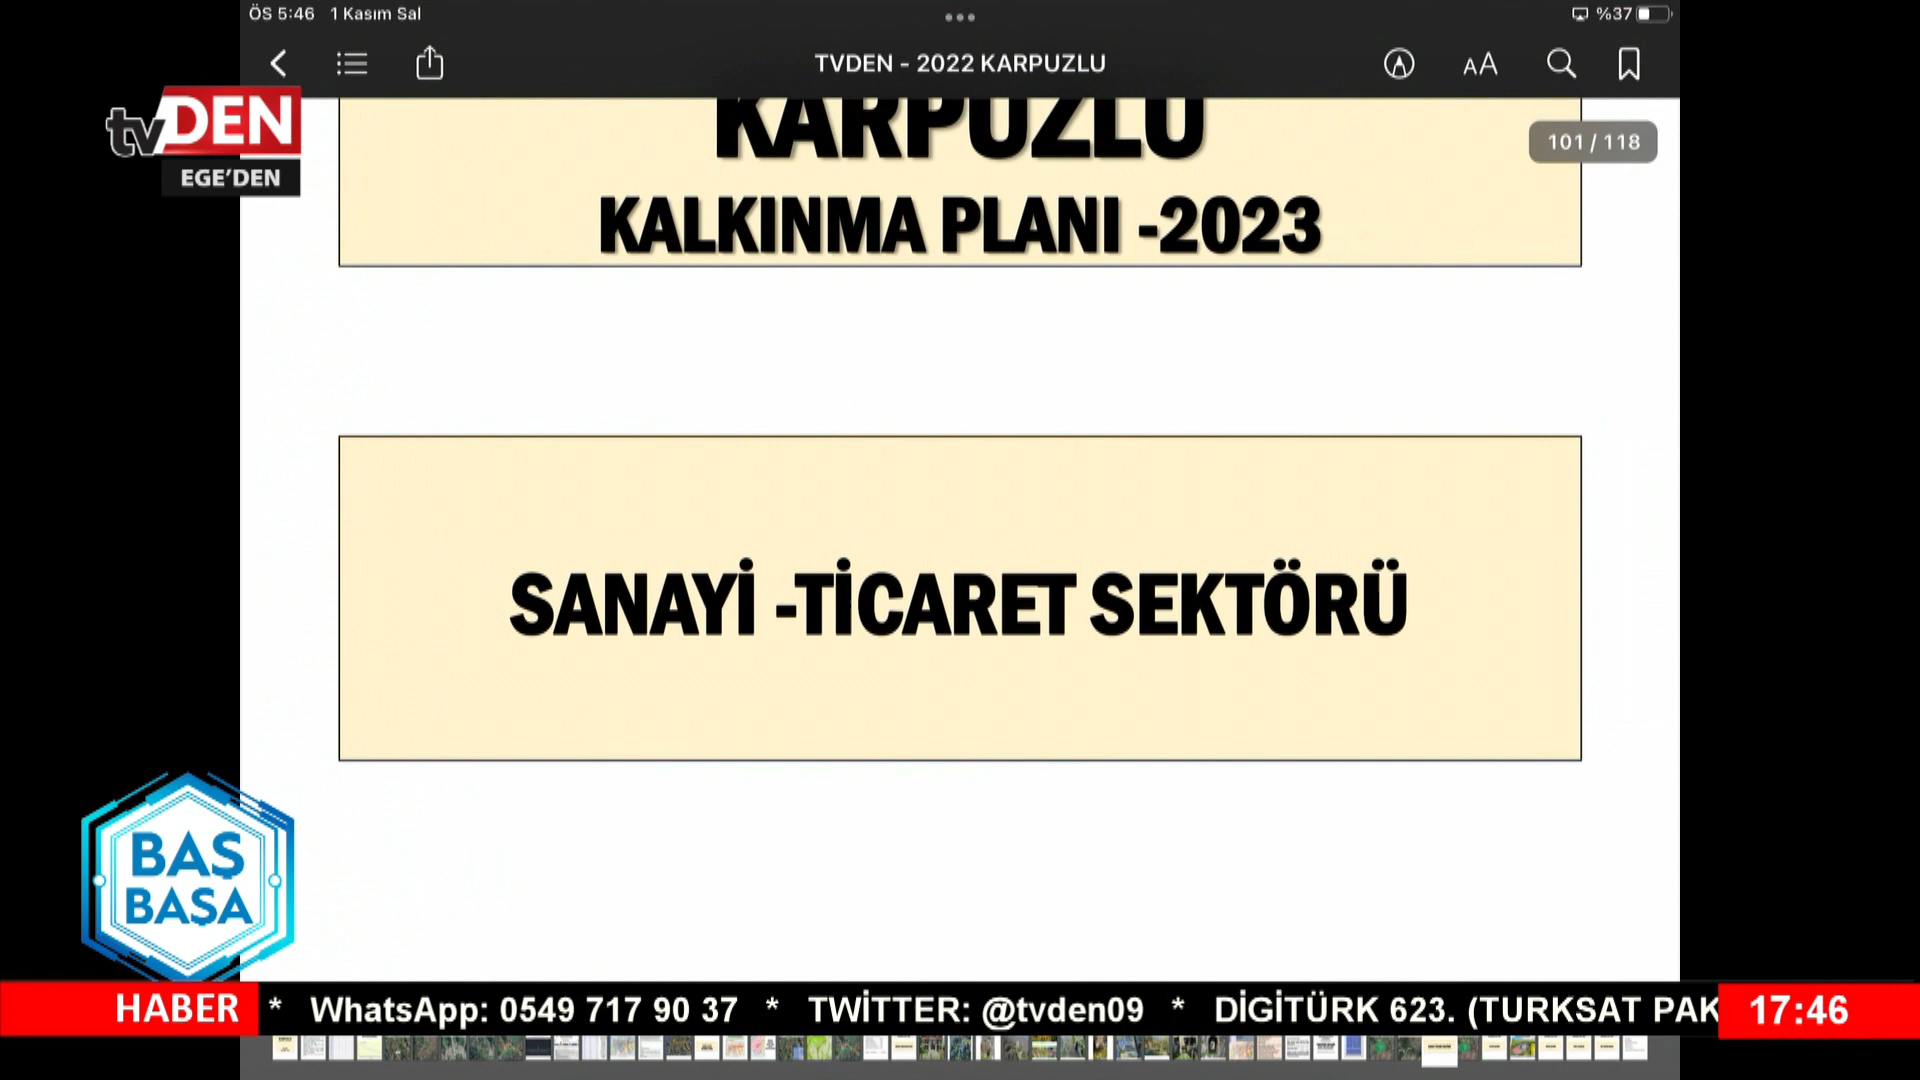 ÖS 5:46 1 Kasım Sal
%37
TVDEN - 2022 KARPUZLU
AA
tvDEN
EGE'DEN
101 / 118
KARPUZLU
KALKINMA PLANI -2023
SANAYİ -TİCARET SEKTÖRÜ
BAŞ
BAŞA
HABER * WhatsApp: 0549 717 90 37 * TWİTTER: @tvden09 * DİGİTÜRK 623. (TURKSAT PAK 17:46